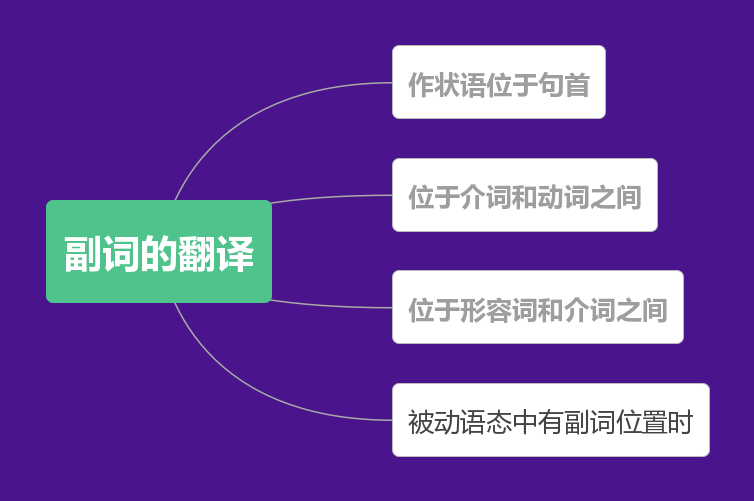 作状语位于句首
位于介词和动词之间
副词的翻译
位于形容词和介词之间
被动语态中有副词位置时